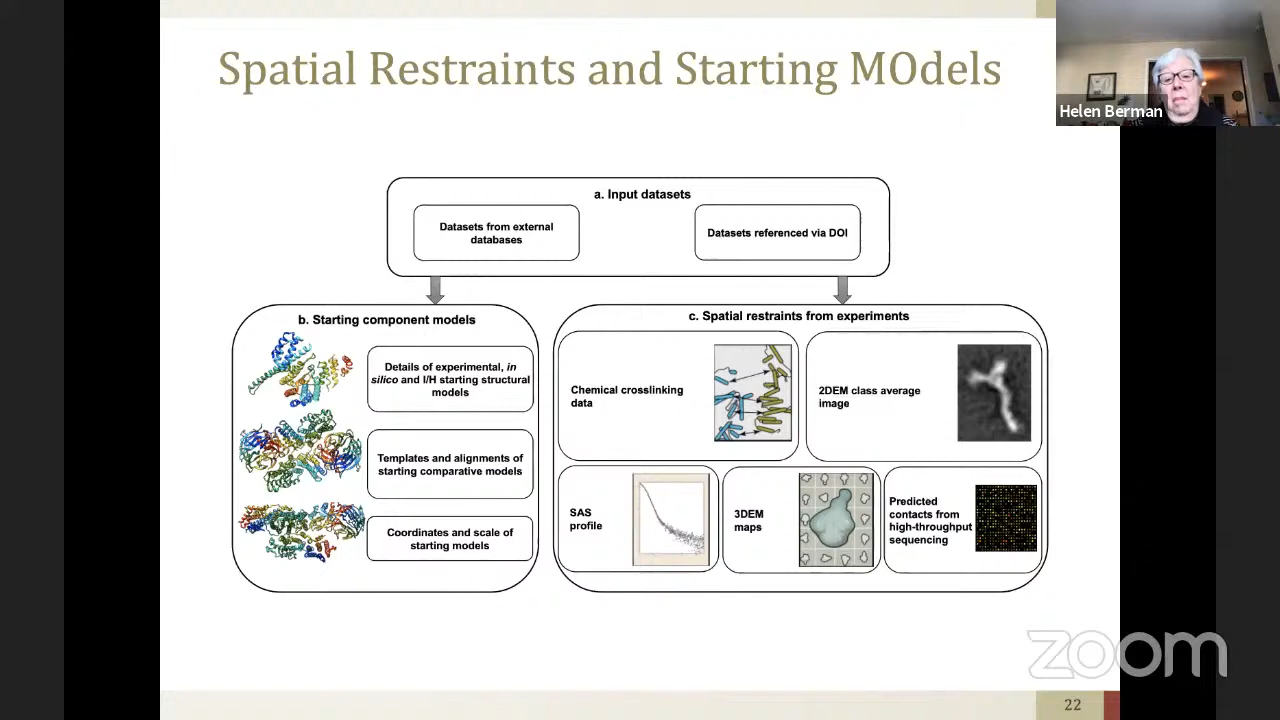 Spatial Restraints and Starting MOdels
Helen Berman
a. Input datasets
Datasets from external
databases
Datasets referenced via DOI
b. Starting component models
Details of experimental, in
silico and I/H starting structural
models
Templates and alignments of
starting comparative models
Coordinates and scale of
starting models
c. Spatial restraints from experiments
Chemical crosslinking
data
2DEM class average
image
SAS
profile
3DEM
maps
Predicted
contacts from
high-throughput
sequencing
zoom
22